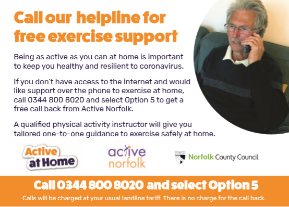 Call our helpline for
free exercise support
Being as active as you can at home is important
to keep you healthy and resilient to coronavirus.
If you don't have access to the internet and would
like support over the phone to exercise at home,
call 0344 800 8020 and select Option 5 to get a
free call back from Active Norfolk.
A qualified physical activity instructor will give you
tailored one-to-one guidance to exercise safely at home.
Active
at Home
active
norfolk
Norfolk County Council
Call 0344 800 8020 and select Option 5
Calls will be charged at your usual landline tariff. There is no charge for the call back.